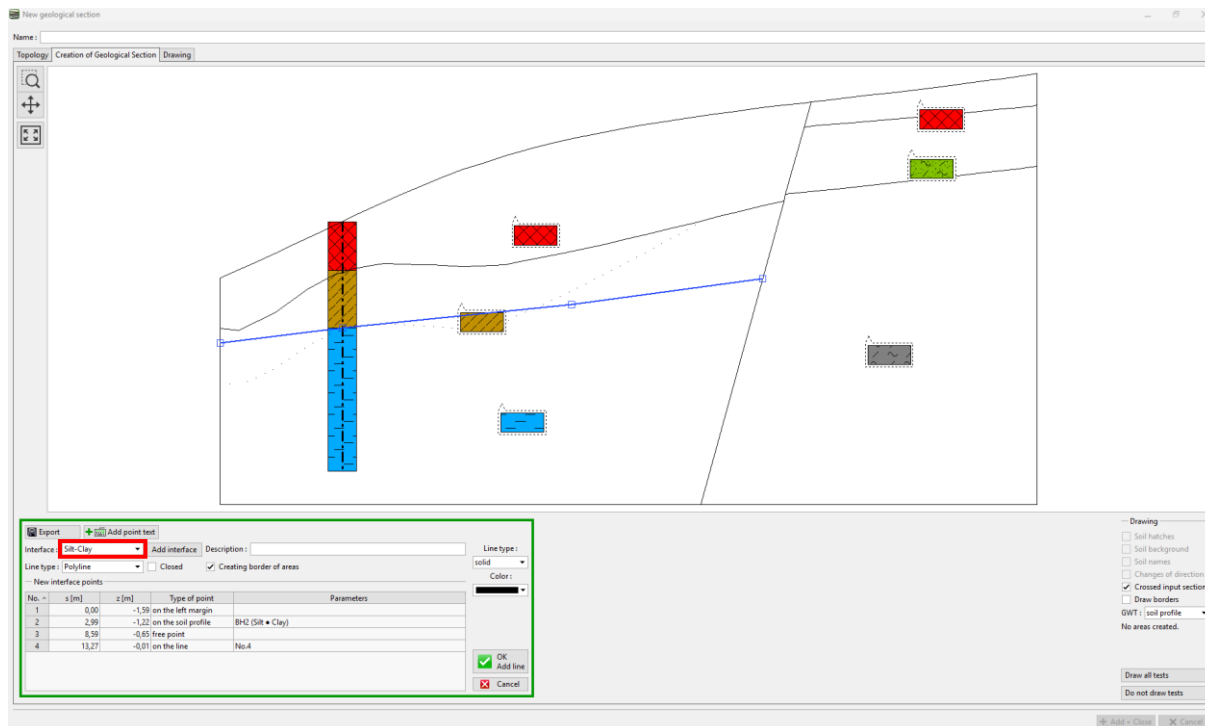 New geological section
Name :
Topology Creation of Geological Section Drawing
Export Add point text
Interface : Silt-Clay Add interface Description :
Line type : Polyline Closed Creating border of areas
Line type :
solid
Color :
New interface points
No. s [m] z [m] Type of point Parameters
1 0,00 -1,59 on the left margin
2 2,99 -1,22 on the soil profile BH2 (Silt ● Clay)
3 8,59 -0,65 free point
4 13,27 -0,01 on the line No.4
OK
Add line
Cancel
Drawing
Soil hatches
Soil background
Soil names
Changes of direction
Crossed input section
Draw borders
GWT : soil profile
No areas created.
Draw all tests
Do not draw tests
Add + Close Cancel